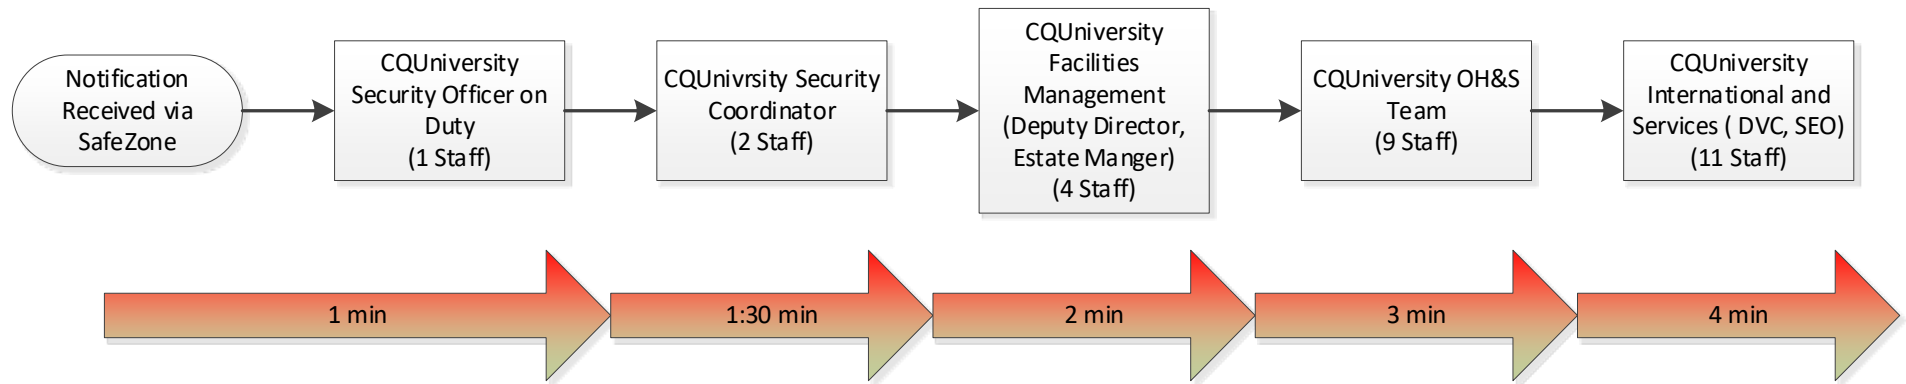 Notification
Received via
SafeZone
CQUniversity
Security Officer on
Duty
(1 Staff)
CQUnivrsity Security
Coordinator
(2 Staff)
CQUniversity
Facilities
Management
(Deputy Director,
Estate Manger)
(4 Staff)
CQUniversity OH&S
Team
(9 Staff)
CQUniversity
International and
Services ( DVC, SEO)
(11 Staff)
1 min
1:30 min
2 min
3 min
4 min